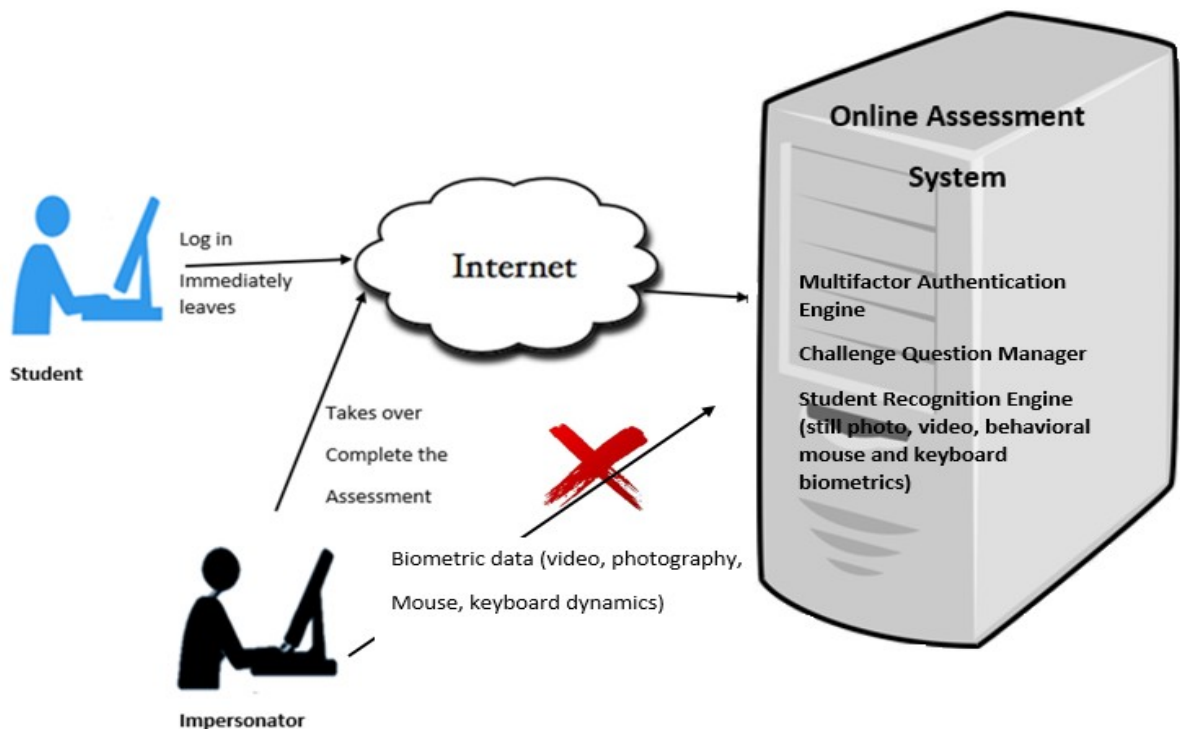 Online Assessment
System
Log in
Immediately
leaves
Student
Internet
Multifactor Authentication
Engine
Challenge Question Manager
Student Recognition Engine
(still photo, video, behavioral
mouse and keyboard
biometrics)
Takes over
Complete the
Assessment
Biometric data (video, photography,
Mouse, keyboard dynamics)
Impersonator